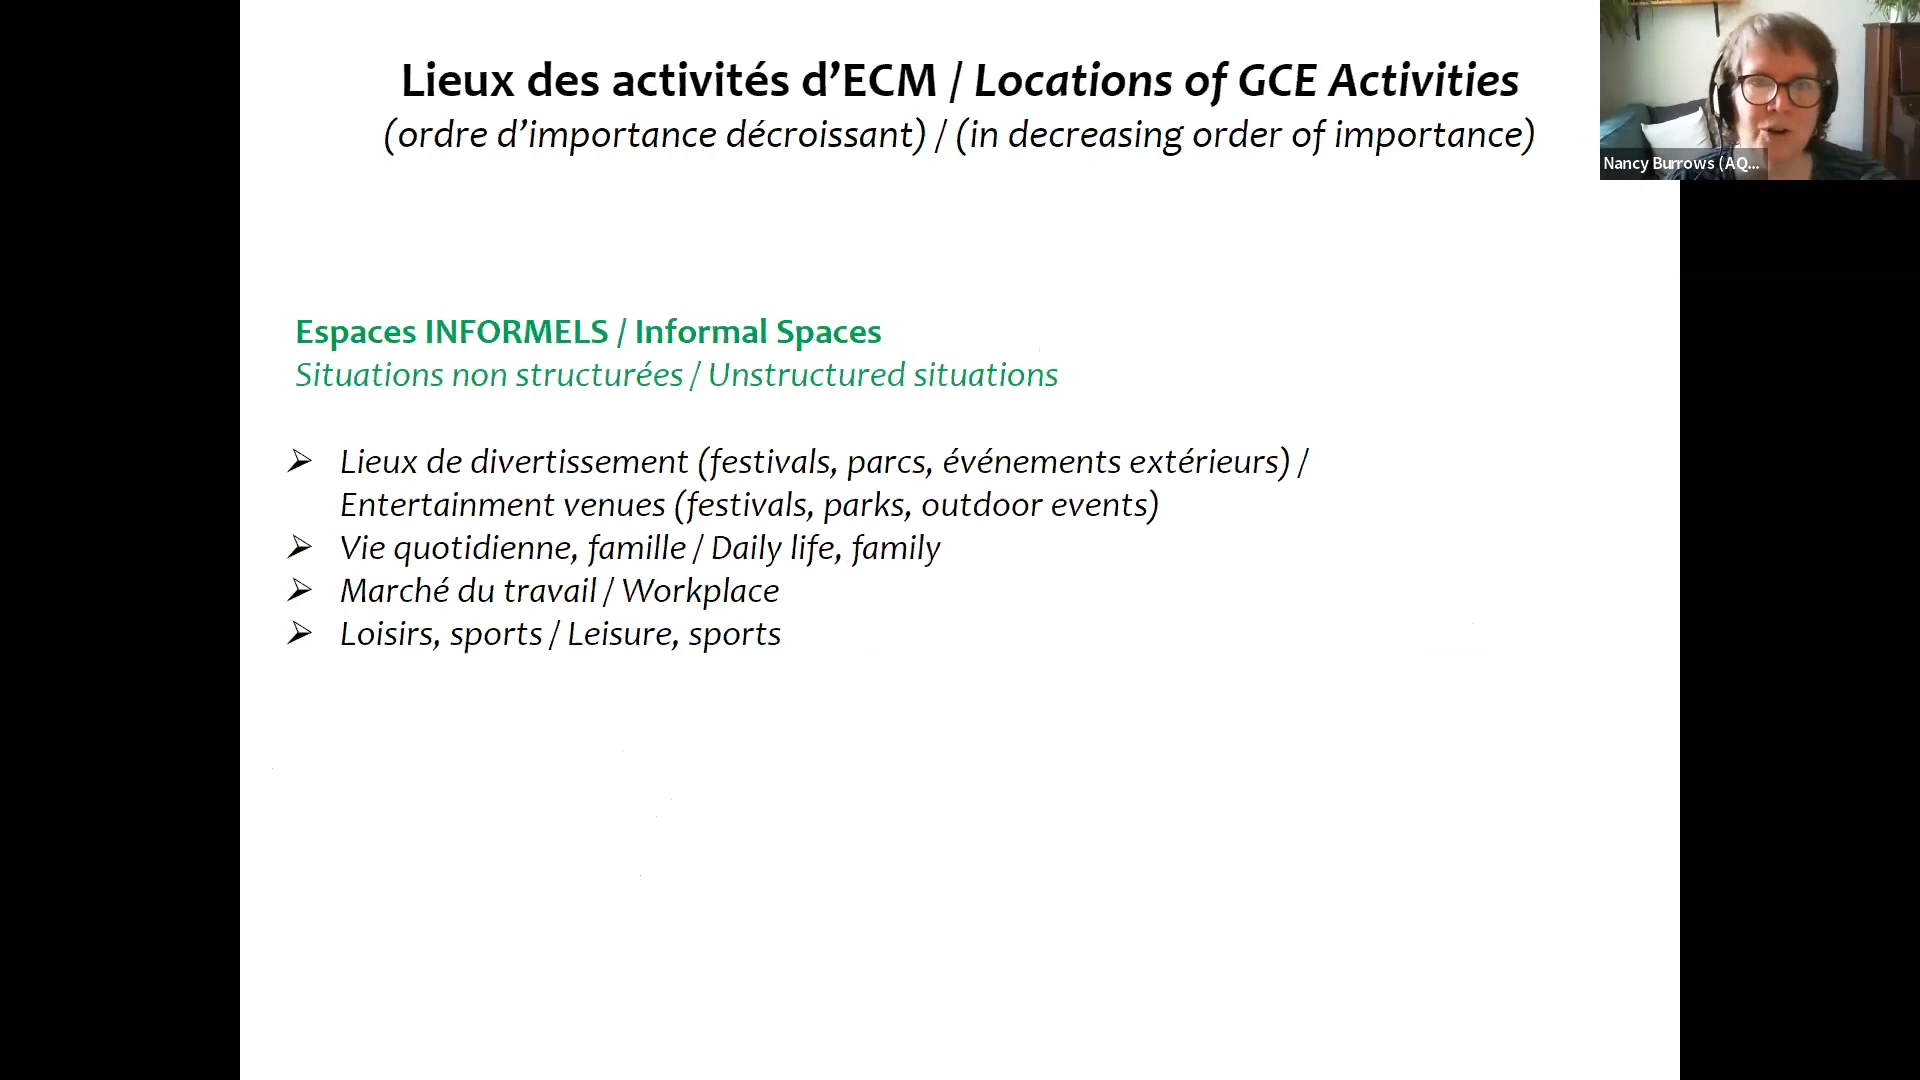 Lieux des activités d’ECM / Locations of GCE Activities
(ordre d’importance décroissant) / (in decreasing order of importance)
Nancy Burrows (AQ...
Espaces INFORMELS / Informal Spaces
Situations non structurées / Unstructured situations
➢ Lieux de divertissement (festivals, parcs, événements extérieurs) /
Entertainment venues (festivals, parks, outdoor events)
➢ Vie quotidienne, famille / Daily life, family
➢ Marché du travail / Workplace
➢ Loisirs, sports / Leisure, sports